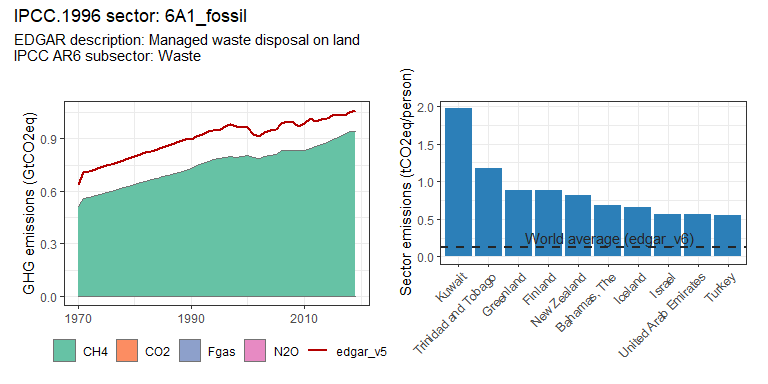 IPCC.1996 sector: 6A1_fossil
EDGAR description: Managed waste disposal on land
IPCC AR6 subsector: Waste
GHG emissions (GtCO2eq)
0.9
0.6
0.3
0.0
1970
1990
2010
CH4
CO2
Fgas
N2O
edgar_v5
Sector emissions (tCO2eq/person)
2.0
1.5
1.0
0.5
0.0
World average (edgar_v6)
Kuwait
Trinidad and Tobago
Greenland
Finland
New Zealand
Bahamas, The
Iceland
Israel
United Arab Emirates
Turkey